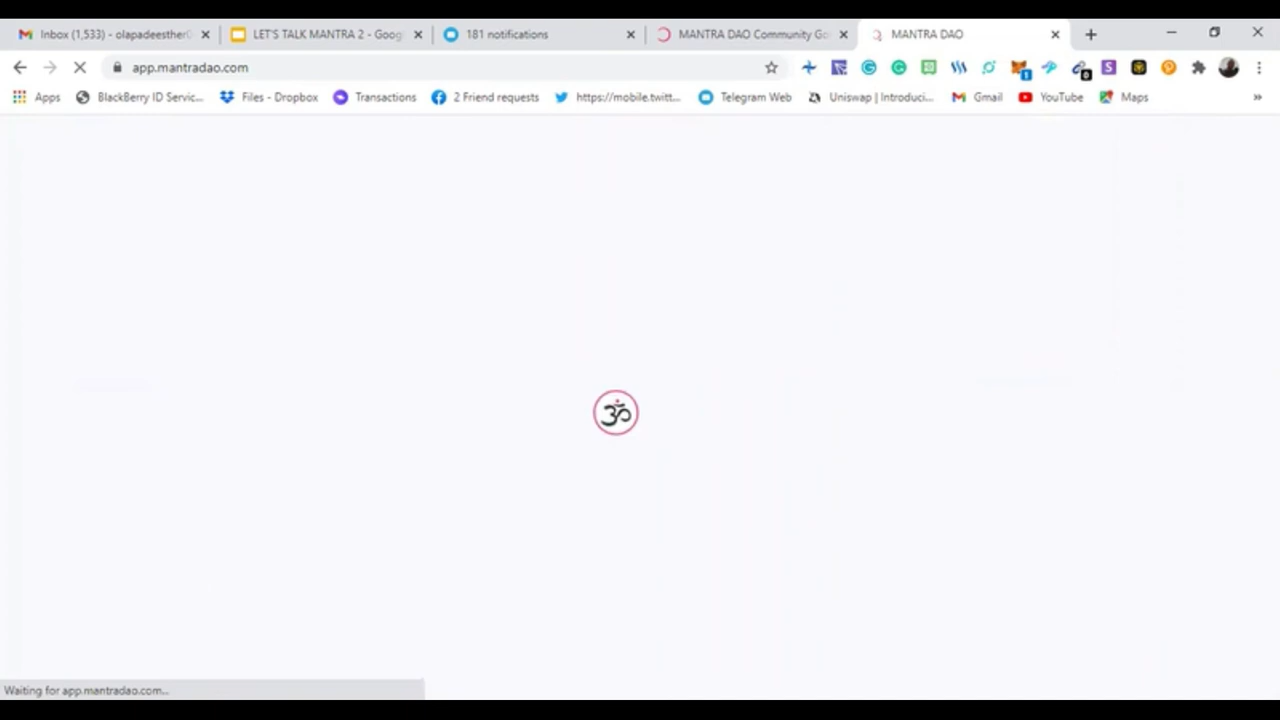 Inbox (1,533) - olapadeesther
LET'S TALK MANTRA 2 - Goog
181 notifications
MANTRA DAO Community Go
MANTRA DAO
app.mantradao.com
Apps
BlackBerry ID Servic...
Files - Dropbox
Transactions
2 Friend requests
https://mobile.twitt...
Telegram Web
Uniswap | Introduci...
Gmail
YouTube
Maps
ॐ
Waiting for app.mantradao.com...